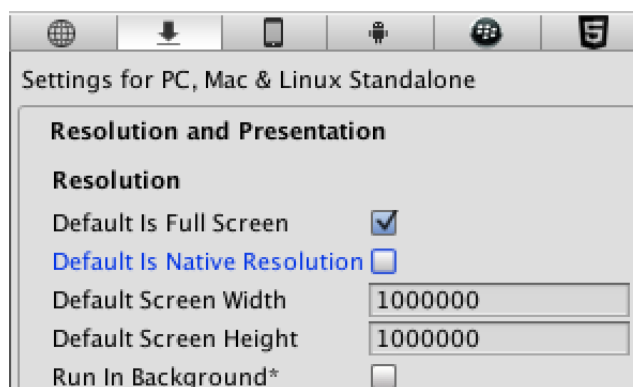 Settings for PC, Mac & Linux Standalone
Resolution and Presentation
Resolution
Default Is Full Screen
Default Is Native Resolution
Default Screen Width 1000000
Default Screen Height 1000000
Run In Background*